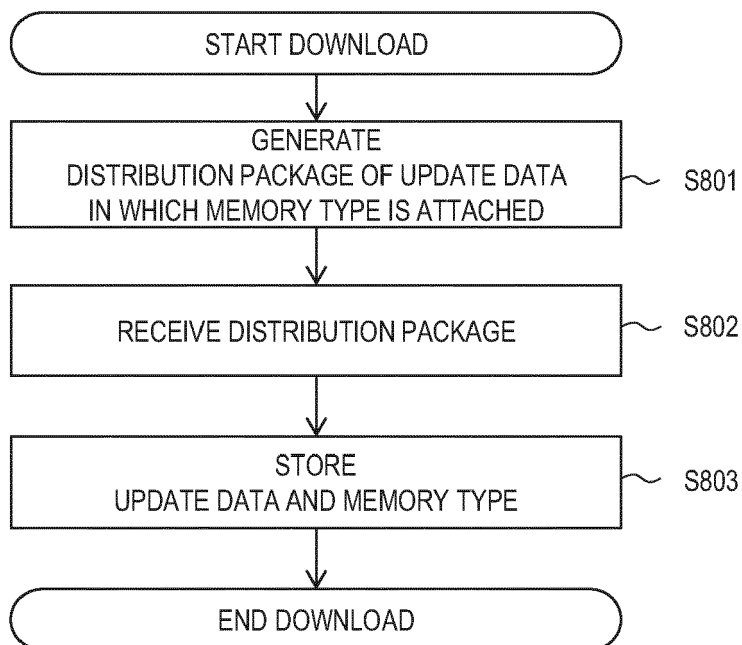 START DOWNLOAD
GENERATE
DISTRIBUTION PACKAGE OF UPDATE DATA
IN WHICH MEMORY TYPE IS ATTACHED
S801
RECEIVE DISTRIBUTION PACKAGE
S802
STORE
UPDATE DATA AND MEMORY TYPE
S803
END DOWNLOAD